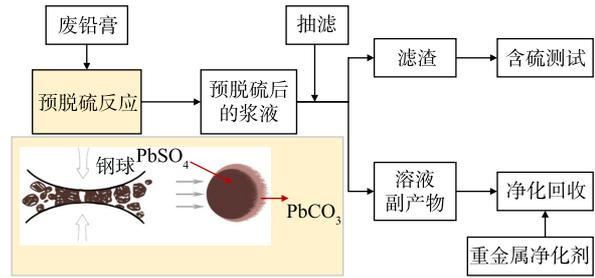 废铅膏
抽滤
预脱硫反应
预脱硫后
的浆液
滤渣
含硫测试
钢球
PbSO₄
PbCO₃
溶液
副产物
净化回收
重金属净化剂